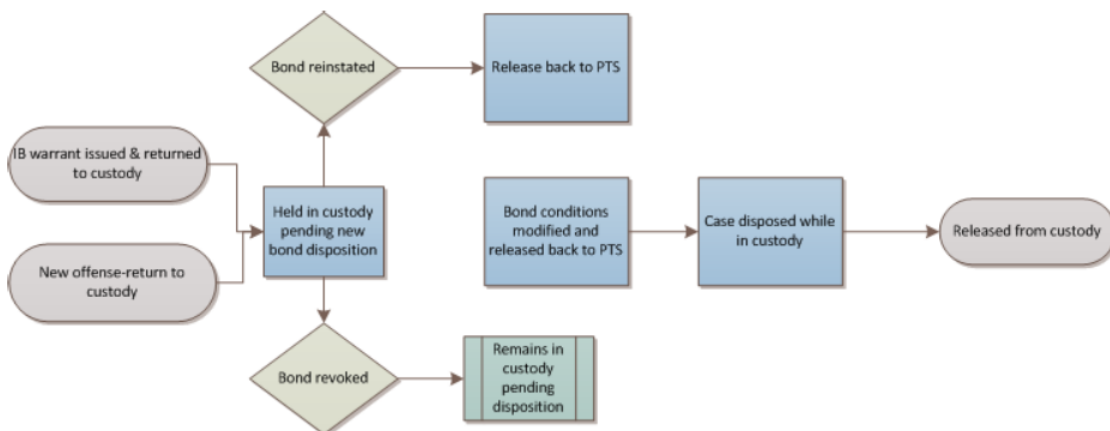 Bond reinstated
Release back to PTS
IB warrant issued & returned
to custody
New offense-return to
custody
Held in custody
pending new
bond disposition
Bond conditions
modified and
released back to PTS
Case disposed while
in custody
Released from custody
Bond revoked
Remains in
custody
pending
disposition